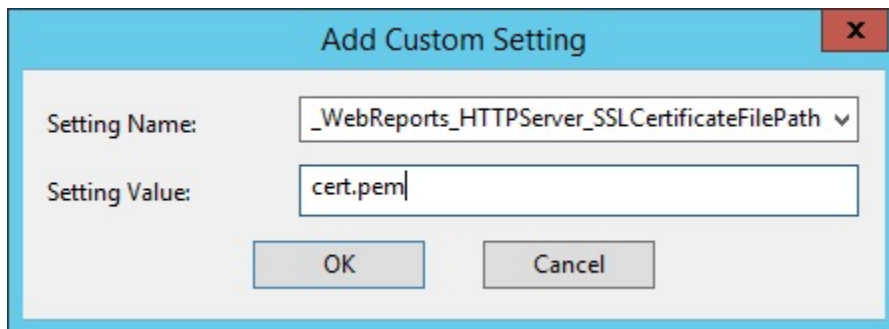 Add Custom Setting
x
Setting Name: _WebReports_HTTPServer_SSLCertificateFilePath
Setting Value: cert.pem
OK Cancel